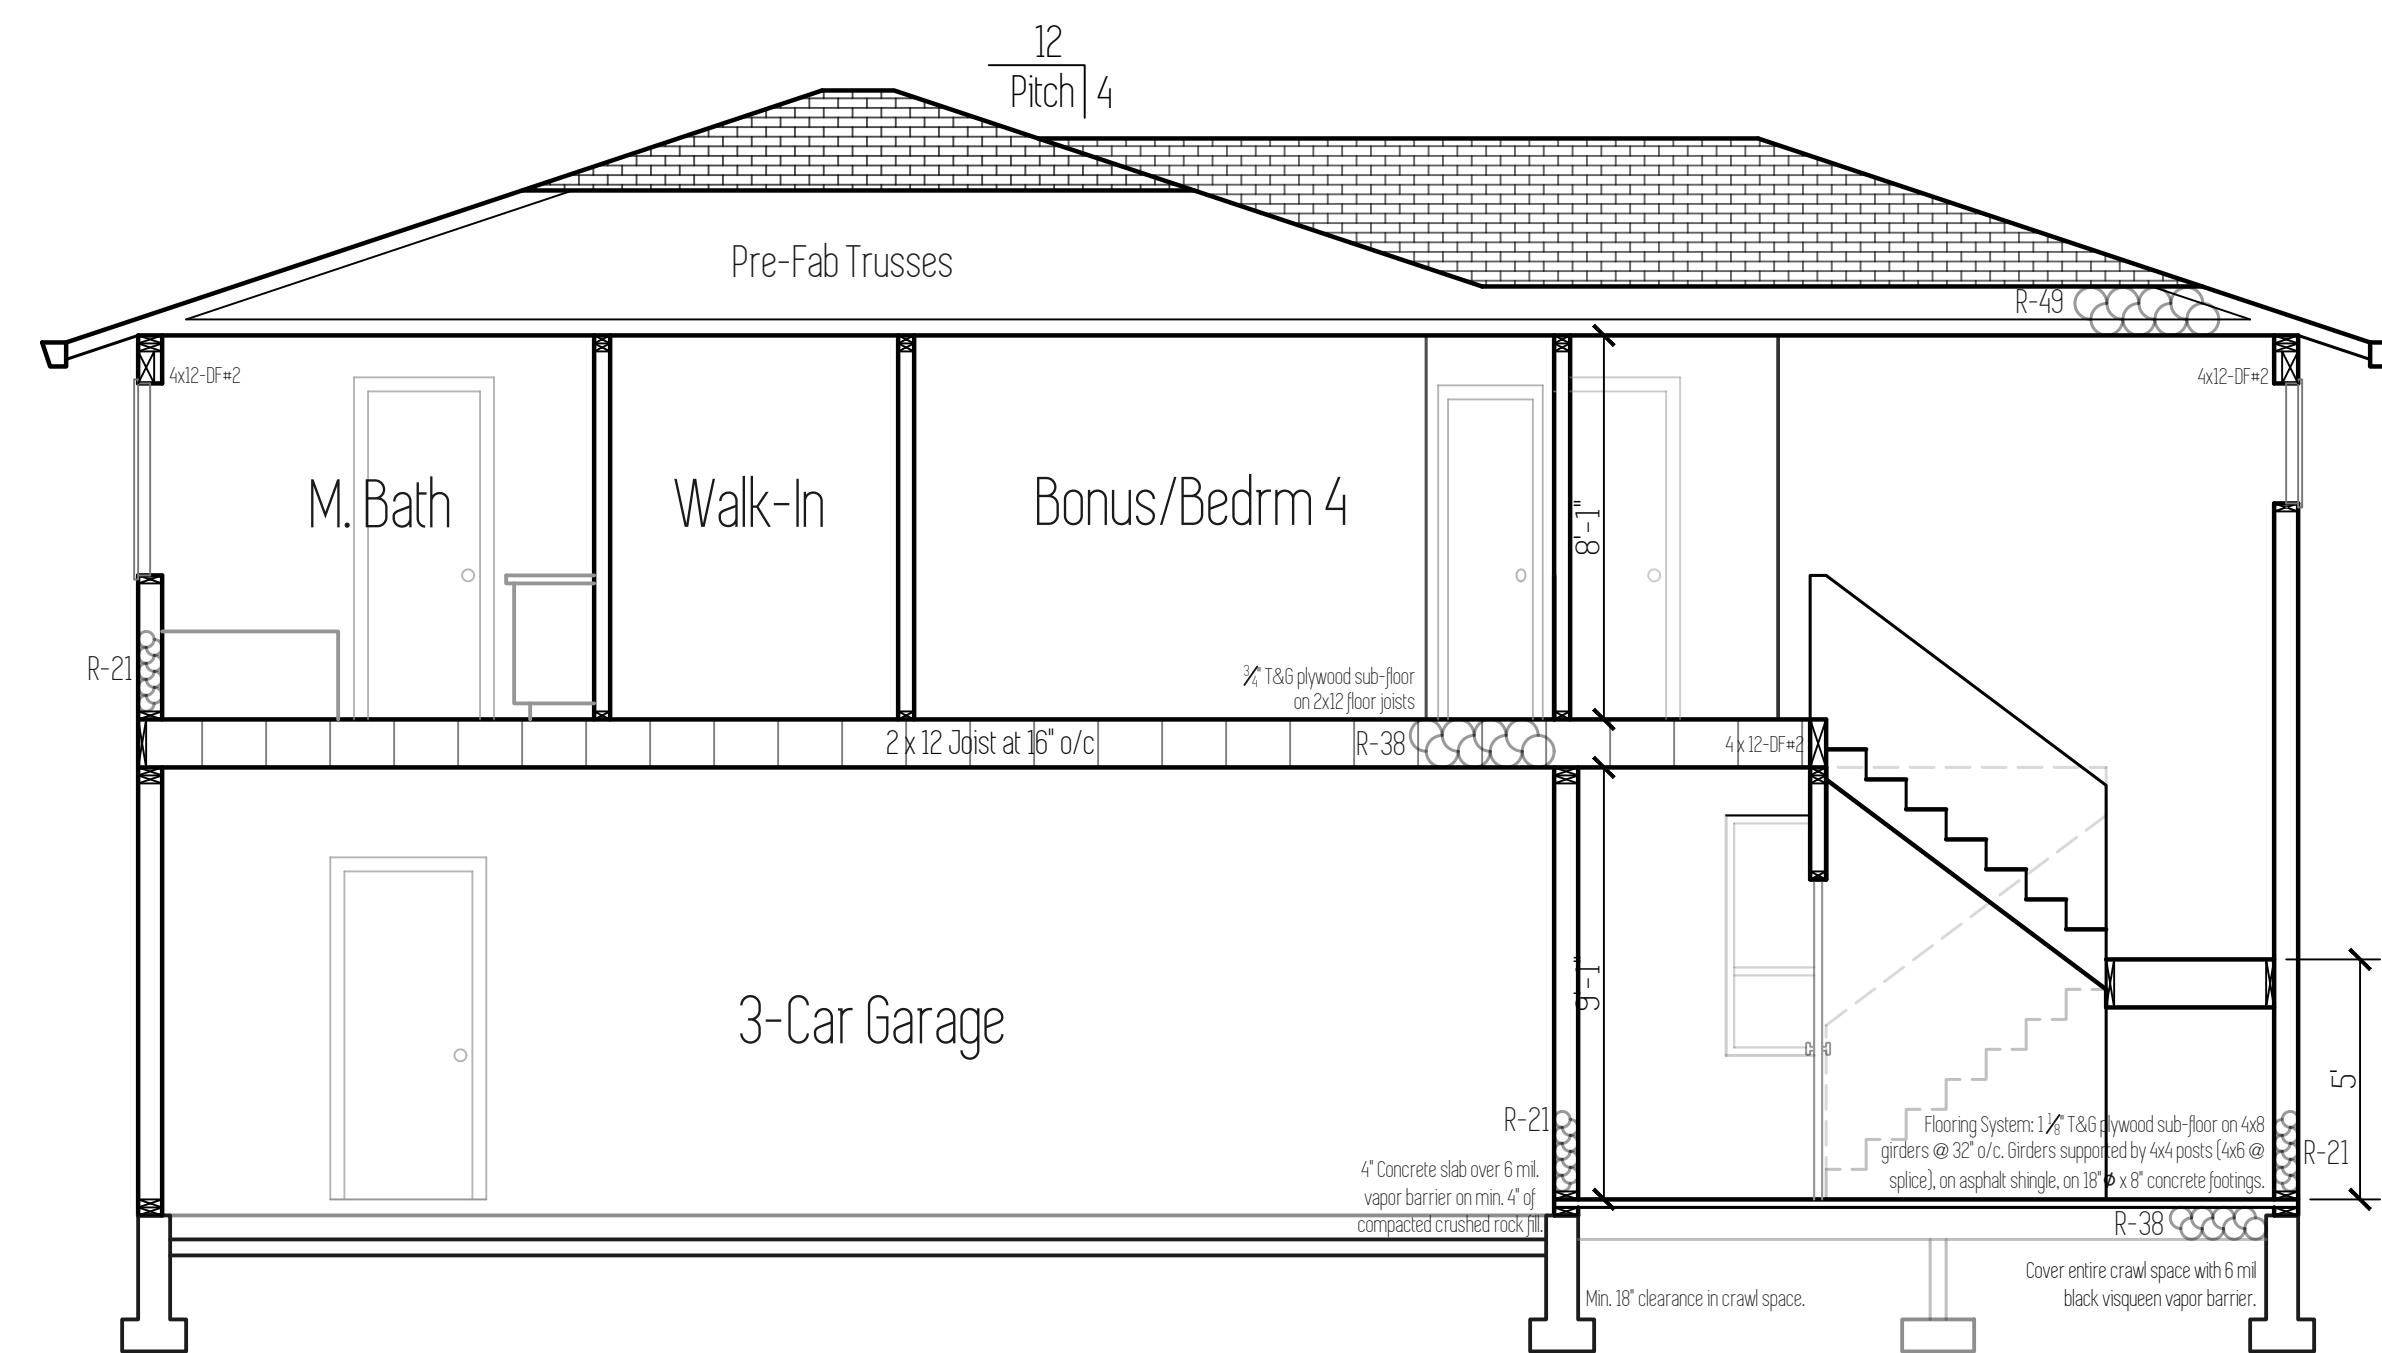 12
Pitch 4
Pre-Fab Trusses
R-49
4x12-DF#2
4x12-DF#2
M. Bath
Walk-In
Bonus/Bedrm 4
8'-1"
R-21
3/4" T&G plywood sub-floor
on 2x12 floor joists
2 x 12 Joist at 16" o/c
R-38
4 x 12-DF#2
3-Car Garage
9'-1"
5'
R-21
4" Concrete slab over 6 mil.
vapor barrier on min. 4" of
compacted crushed rock fill.
Flooring System: 1 1/8" T&G plywood sub-floor on 4x8
girders @ 32" o/c. Girders supported by 4x4 posts (4x6 @
splice), on asphalt shingle, on 18" ø x 8" concrete footings.
R-21
R-38
Min. 18" clearance in crawl space.
Cover entire crawl space with 6 mil
black visqueen vapor barrier.